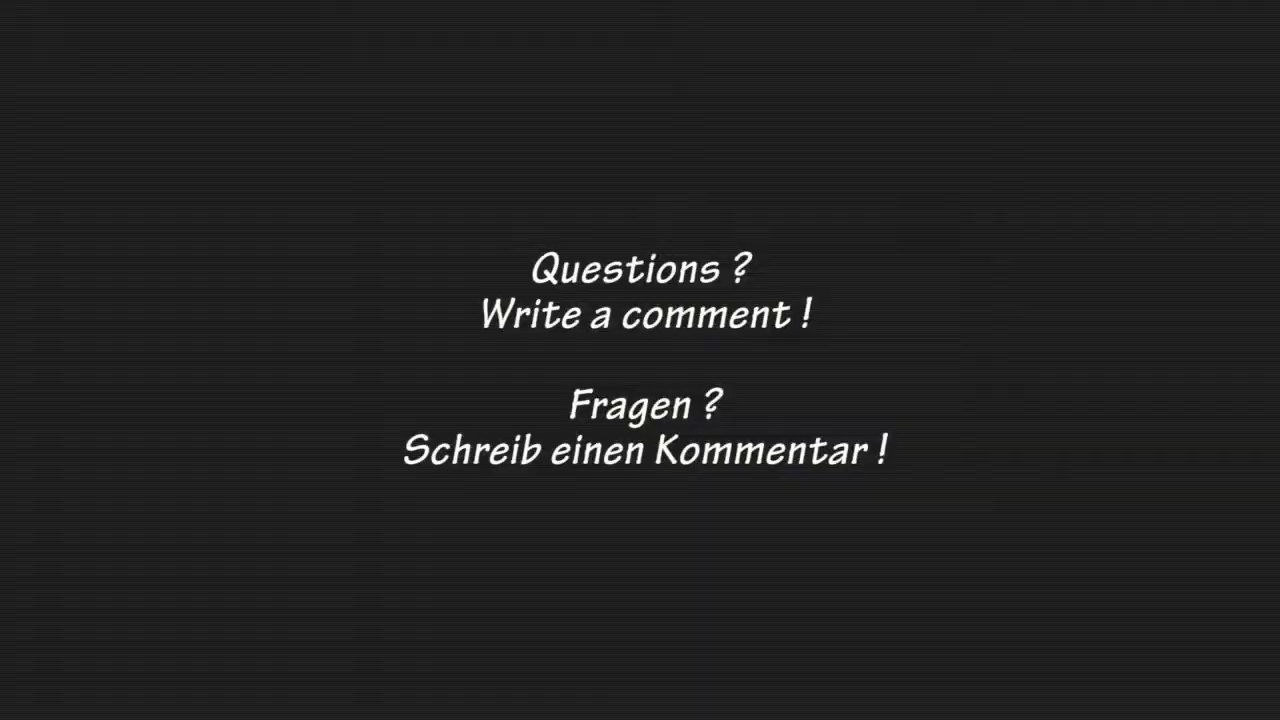 Questions ?
Write a comment !
Fragen ?
Schreib einen Kommentar !